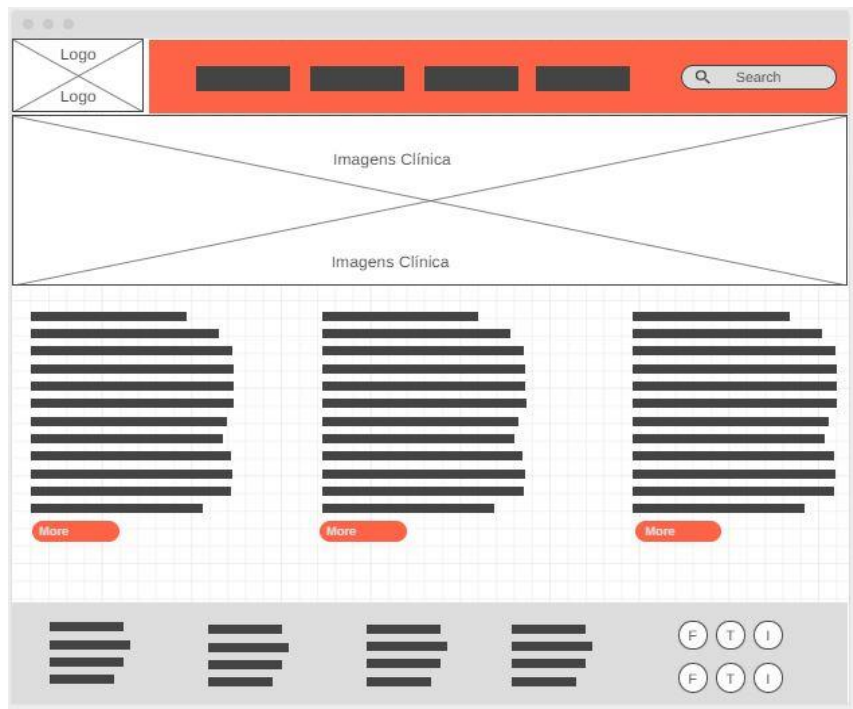 Logo
Logo
Search
Imagens Clínica
Imagens Clínica
More
More
More
F T I
F T I